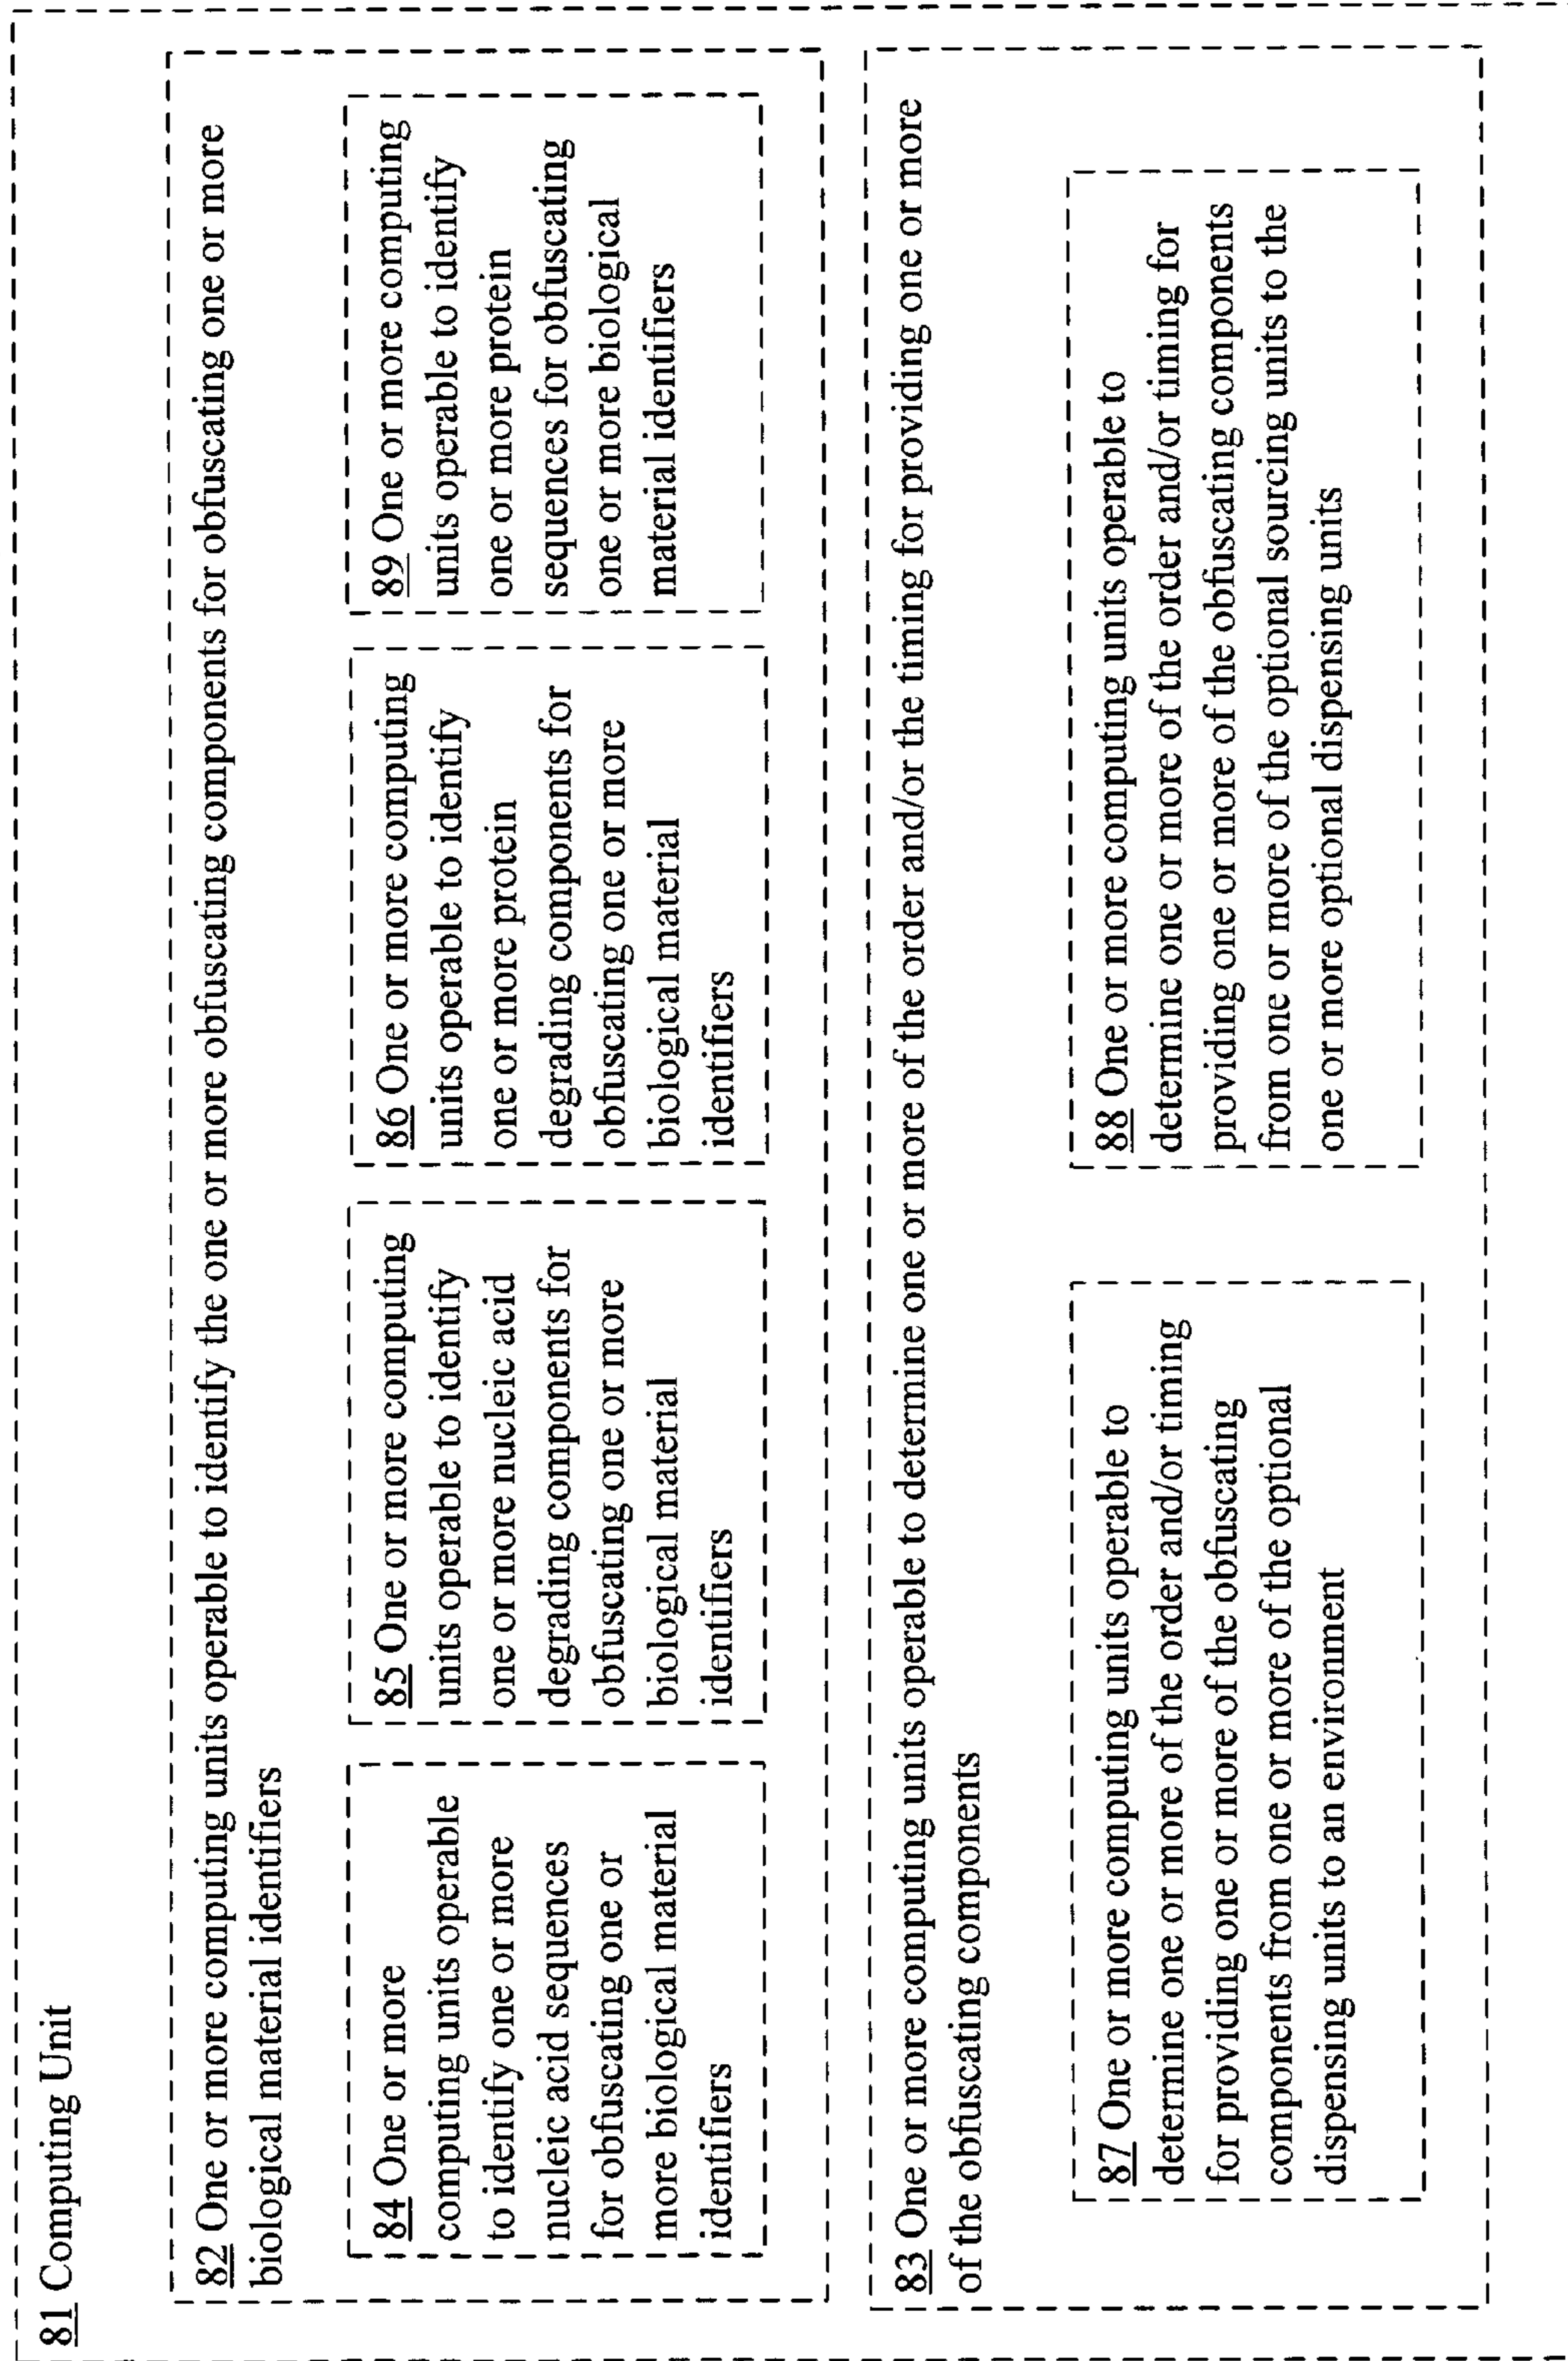 81 Computing Unit
82 One or more computing units operable to identify the one or more obfuscating components for obfuscating one or more
biological material identifiers
84 One or more
computing units operable
to identify one or more
nucleic acid sequences
for obfuscating one or
more biological material
identifiers
85 One or more computing
units operable to identify
one or more nucleic acid
degrading components for
obfuscating one or more
biological material
identifiers
86 One or more computing
units operable to identify
one or more protein
degrading components for
obfuscating one or more
biological material
identifiers
89 One or more computing
units operable to identify
one or more protein
sequences for obfuscating
one or more biological
material identifiers
83 One or more computing units operable to determine one or more of the order and/or the timing for providing one or more
of the obfuscating components
87 One or more computing units operable to
determine one or more of the order and/or timing
for providing one or more of the obfuscating
components from one or more of the optional
dispensing units to an environment
88 One or more computing units operable to
determine one or more of the order and/or timing for
providing one or more of the obfuscating components
from one or more of the optional sourcing units to the
one or more optional dispensing units